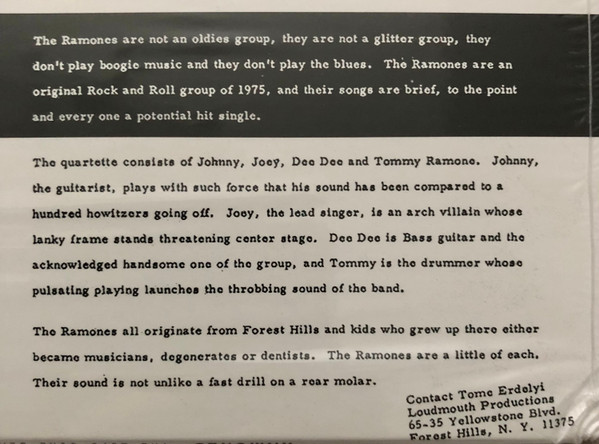 The Ramones are not an oldies group, they are not a glitter group, they
don't play boogie music and they don't play the blues. The Ramones are an
original Rock and Roll group of 1975, and their songs are brief, to the point
and every one a potential hit single.
The quartette consists of Johnny, Joey, Dee Dee and Tommy Ramone. Johnny,
the guitarist, plays with such force that his sound has been compared to a
hundred howitzers going off. Joey, the lead singer, is an arch villain whose
lanky frame stands threatening center stage. Dee Dee is Bass guitar and the
acknowledged handsome one of the group, and Tommy is the drummer whose
pulsating playing launches the throbbing sound of the band.
The Ramones all originate from Forest Hills and kids who grew up there either
became musicians, degenerates or dentists. The Ramones are a little of each.
Their sound is not unlike a fast drill on a rear molar.
Contact Tome Erdelyi
Loudmouth Productions
65-35 Yellowstone Blvd.
Forest Hills, N. Y. 11375